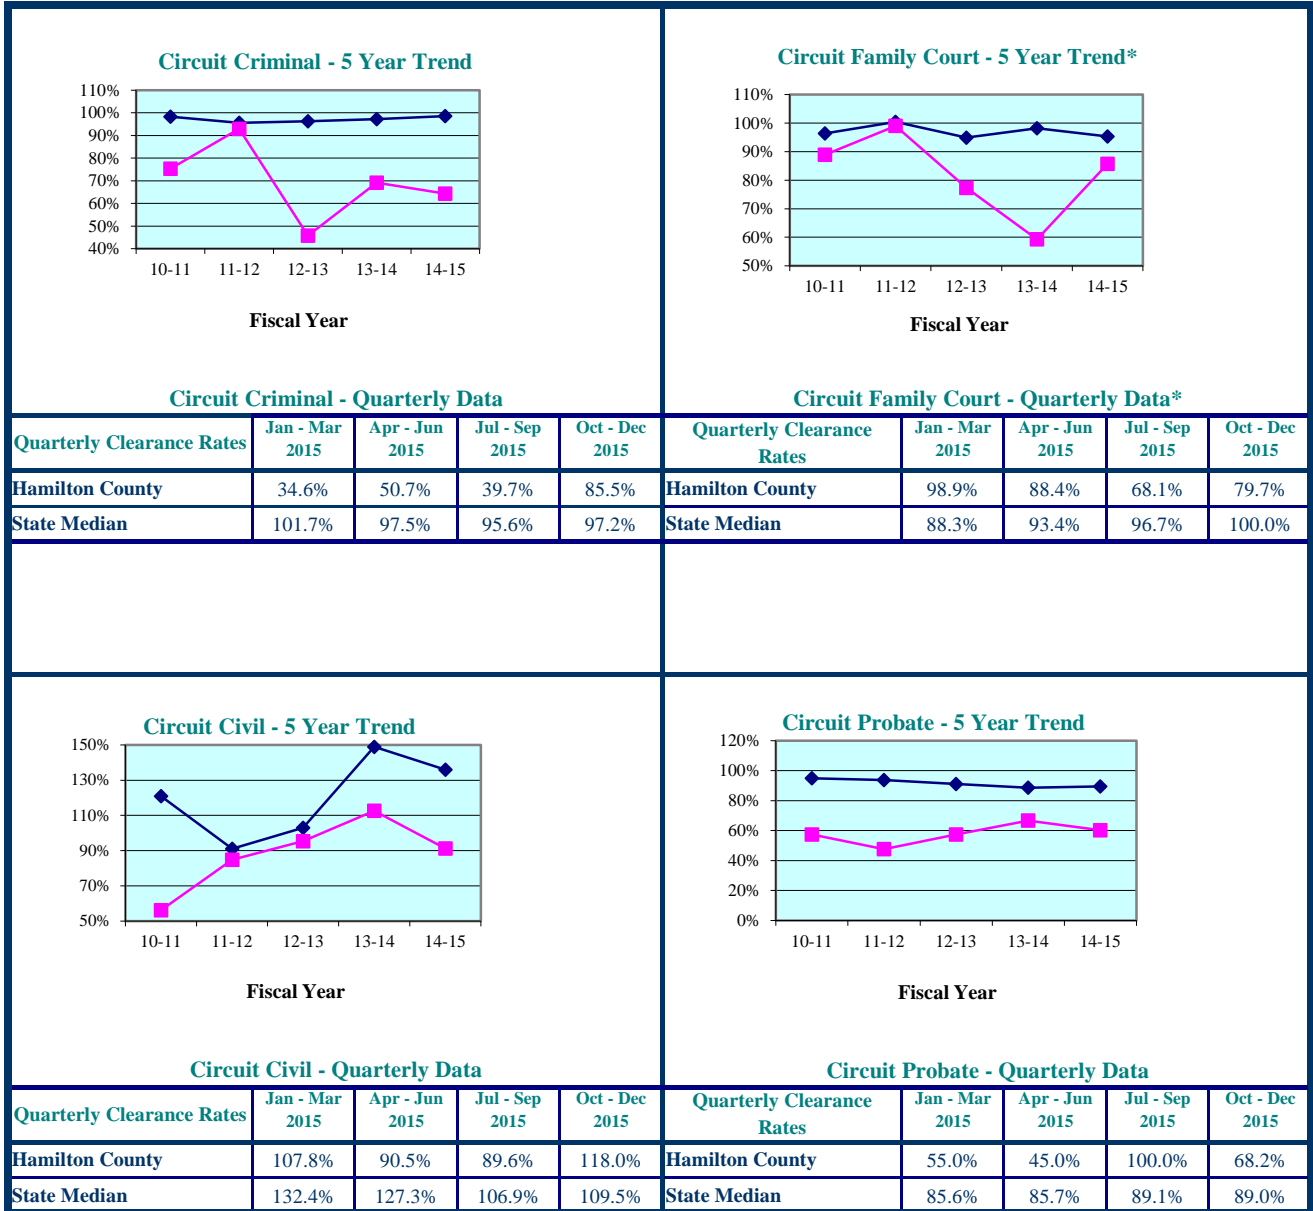 Circuit Criminal - 5 Year Trend
110%
100%
90%
80%
70%
60%
50%
40%
10-11 11-12 12-13 13-14 14-15
Fiscal Year
Circuit Family Court - 5 Year Trend*
110%
100%
90%
80%
70%
60%
50%
10-11 11-12 12-13 13-14 14-15
Fiscal Year
Circuit Criminal - Quarterly Data
Quarterly Clearance Rates Jan - Mar 2015 Apr - Jun 2015 Jul - Sep 2015 Oct - Dec 2015
Hamilton County 34.6% 50.7% 39.7% 85.5%
State Median 101.7% 97.5% 95.6% 97.2%
Circuit Family Court - Quarterly Data*
Quarterly Clearance Rates Jan - Mar 2015 Apr - Jun 2015 Jul - Sep 2015 Oct - Dec 2015
Hamilton County 98.9% 88.4% 68.1% 79.7%
State Median 88.3% 93.4% 96.7% 100.0%
Circuit Civil - 5 Year Trend
150%
130%
110%
90%
70%
50%
10-11 11-12 12-13 13-14 14-15
Fiscal Year
Circuit Probate - 5 Year Trend
120%
100%
80%
60%
40%
20%
0%
10-11 11-12 12-13 13-14 14-15
Fiscal Year
Circuit Civil - Quarterly Data
Quarterly Clearance Rates Jan - Mar 2015 Apr - Jun 2015 Jul - Sep 2015 Oct - Dec 2015
Hamilton County 107.8% 90.5% 89.6% 118.0%
State Median 132.4% 127.3% 106.9% 109.5%
Circuit Probate - Quarterly Data
Quarterly Clearance Rates Jan - Mar 2015 Apr - Jun 2015 Jul - Sep 2015 Oct - Dec 2015
Hamilton County 55.0% 45.0% 100.0% 68.2%
State Median 85.6% 85.7% 89.1% 89.0%